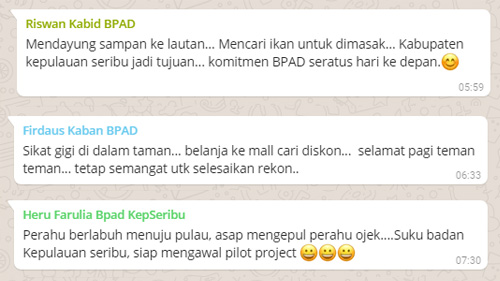 Riswan Kabid BPAD
Mendayung sampan ke lautan... Mencari ikan untuk dimasak... Kabupaten
kepulauan seribu jadi tujuan... komitmen BPAD seratus hari ke depan.😊
05:59
Firdaus Kaban BPAD
Sikat gigi di dalam taman... belanja ke mall cari diskon... selamat pagi teman
teman... tetap semangat utk selesaikan rekon..
06:33
Heru Farulia Bpad KepSeribu
Perahu berlabuh menuju pulau, asap mengepul perahu ojek....Suku badan
Kepulauan seribu, siap mengawal pilot project 😀😀😀
07:30